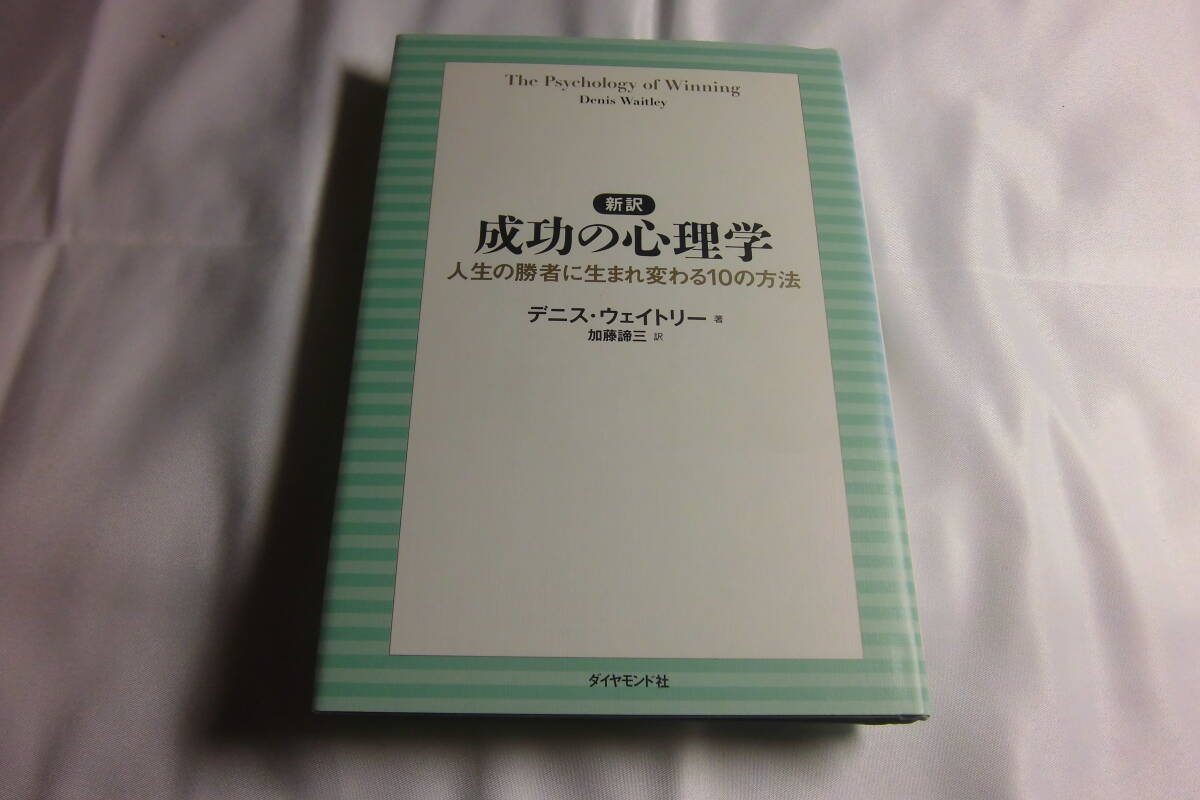 The Psychology of Winning
Denis Waitley
新訳
成功の心理学
人生の勝者に生まれ変わる10の方法
デニス・ウェイトリー 著
加藤諦三 訳
ダイヤモンド社